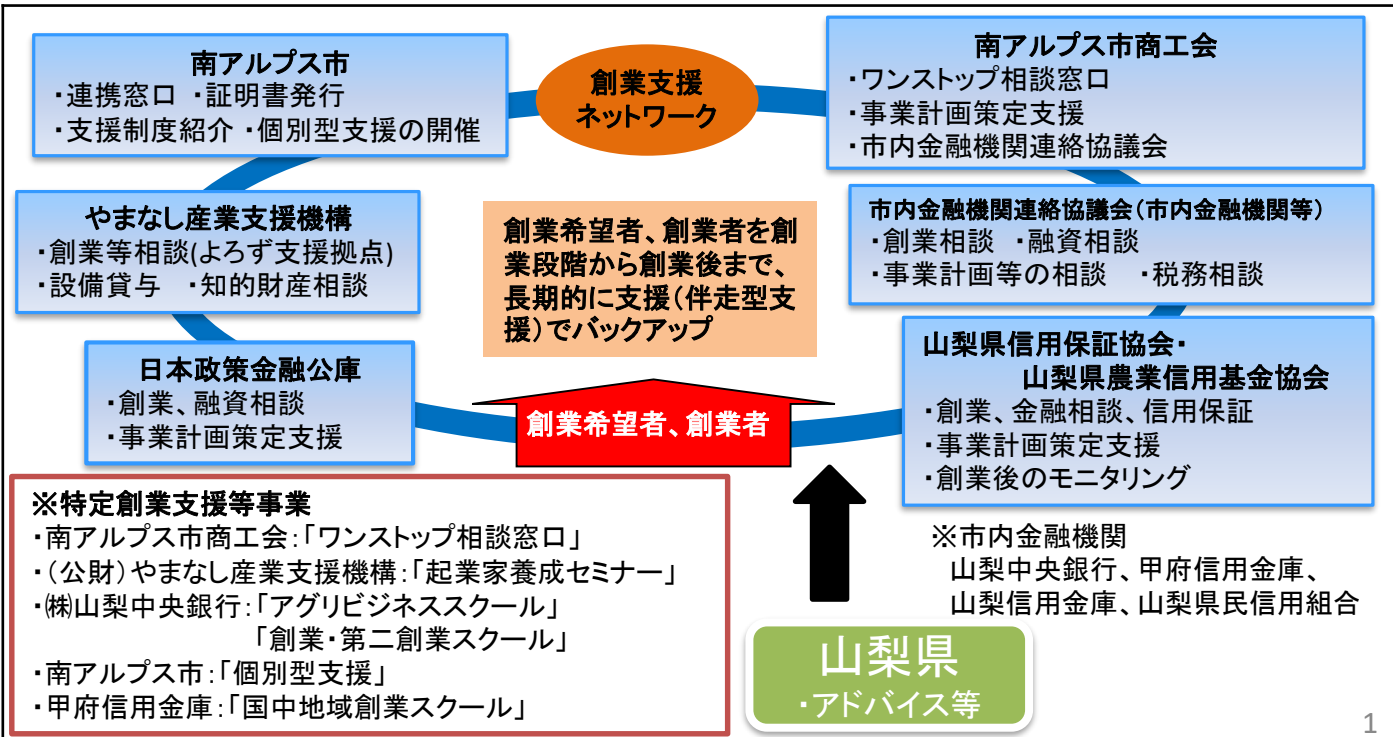 南アルプス市
・連携窓口 ・証明書発行
・支援制度紹介 ・個別型支援の開催
創業支援
ネットワーク
南アルプス市商工会
・ワンストップ相談窓口
・事業計画策定支援
・市内金融機関連絡協議会
やまなし産業支援機構
・創業等相談(よろず支援拠点)
・設備貸与 ・知的財産相談
創業希望者、創業者を創
業段階から創業後まで、
長期的に支援(伴走型支
援)でバックアップ
市内金融機関連絡協議会(市内金融機関等)
・創業相談 ・融資相談
・事業計画等の相談 ・税務相談
日本政策金融公庫
・創業、融資相談
・事業計画策定支援
創業希望者、創業者
山梨県信用保証協会・
山梨県農業信用基金協会
・創業、金融相談、信用保証
・事業計画策定支援
・創業後のモニタリング
※特定創業支援等事業
・南アルプス市商工会:「ワンストップ相談窓口」
・(公財)やまなし産業支援機構:「起業家養成セミナー」
・㈱山梨中央銀行:「アグリビジネススクール」
「創業・第二創業スクール」
・南アルプス市:「個別型支援」
・甲府信用金庫:「国中地域創業スクール」
山梨県
・アドバイス等
※市内金融機関
山梨中央銀行、甲府信用金庫、
山梨信用金庫、山梨県民信用組合
1